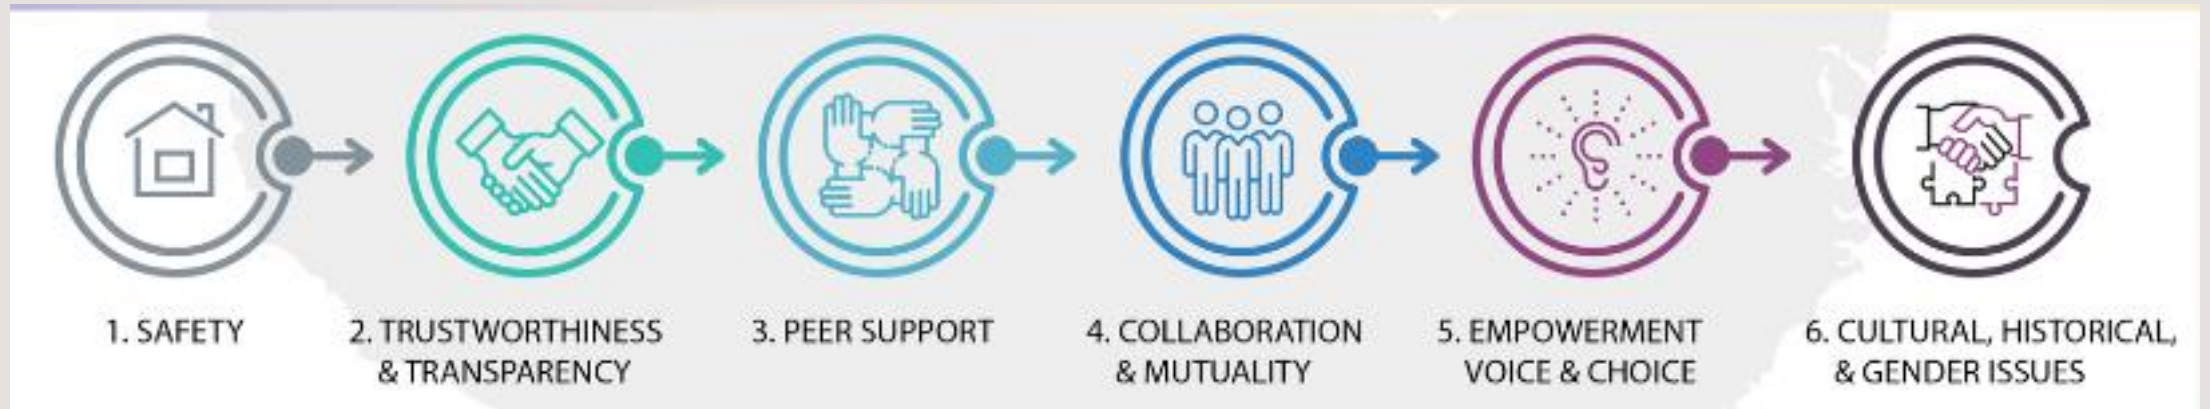 1. SAFETY
2. TRUSTWORTHINESS
& TRANSPARENCY
3. PEER SUPPORT
4. COLLABORATION
& MUTUALITY
5. EMPOWERMENT
VOICE & CHOICE
6. CULTURAL, HISTORICAL,
& GENDER ISSUES